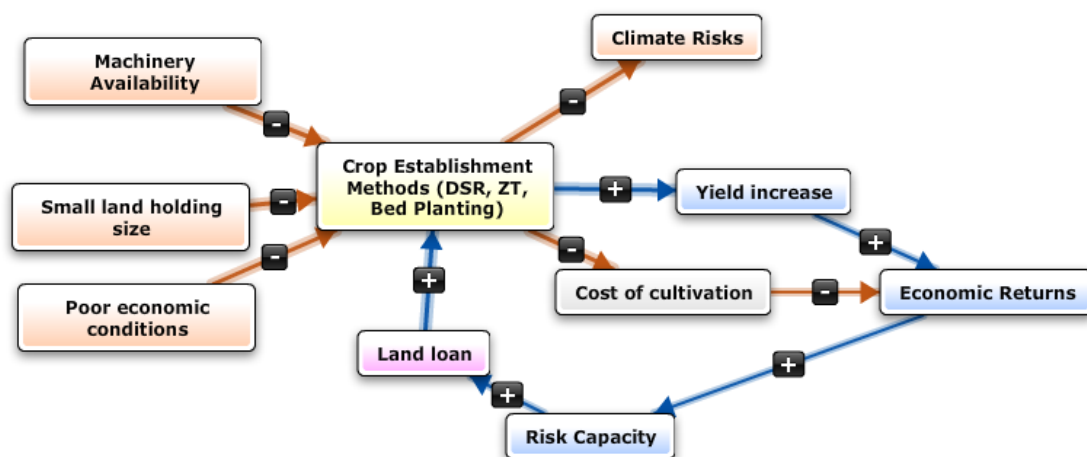 Climate Risks
Machinery
Availability
-
-
Crop Establishment
Methods (DSR, ZT,
Bed Planting)
+
Yield increase
Small land holding
size
-
-
-
+
Cost of cultivation
-
Economic Returns
Poor economic
conditions
+
Land loan
+
+
Risk Capacity